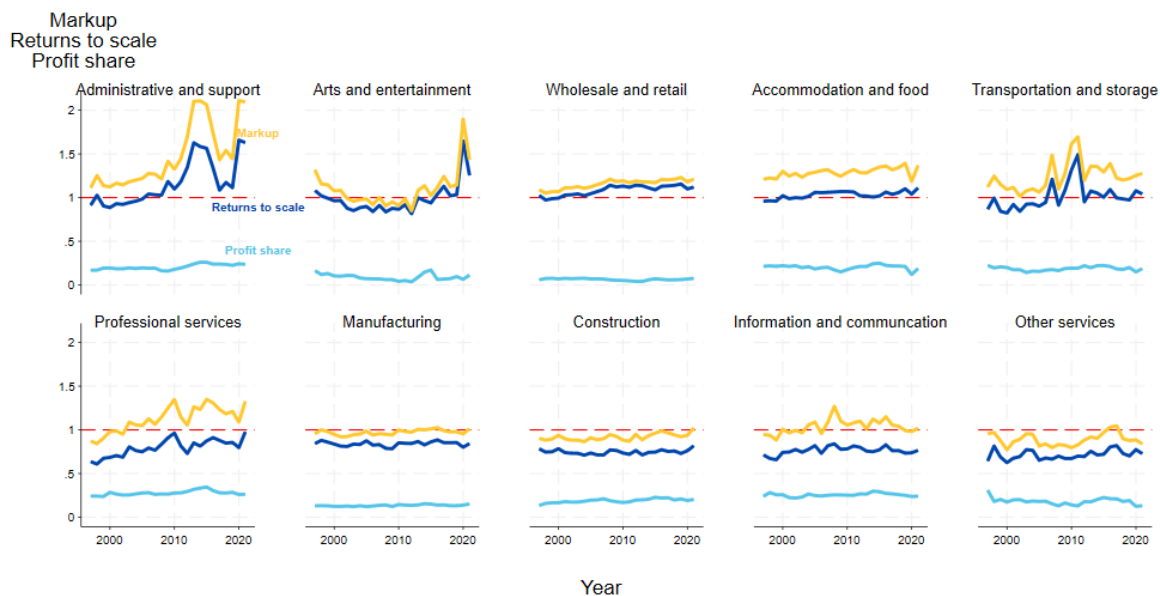 Markup
Returns to scale
Profit share
Administrative and support
Arts and entertainment
Wholesale and retail
Accommodation and food
Transportation and storage
2
1.5
1
.5
0
Markup
Returns to scale
Profit share
Professional services
Manufacturing
Construction
Information and communcation
Other services
2
1.5
1
.5
0
2000 2010 2020
2000 2010 2020
2000 2010 2020
2000 2010 2020
2000 2010 2020
Year